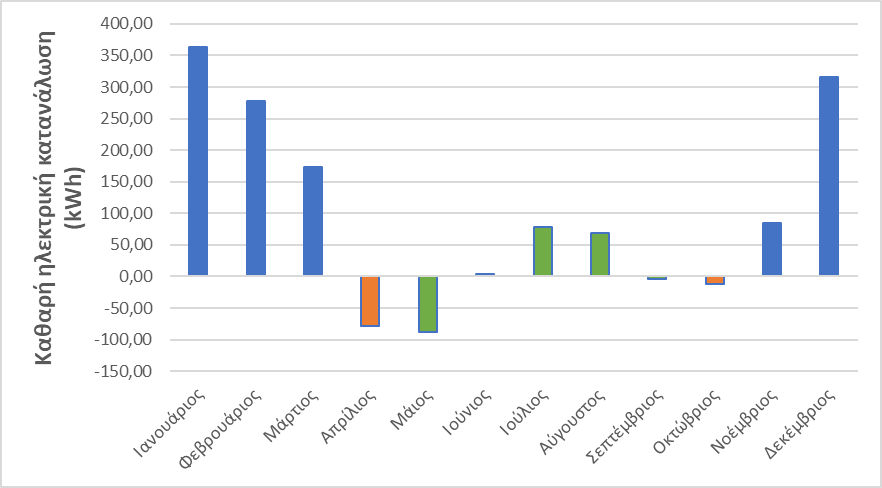 Καθαρή ηλεκτρική κατανάλωση
(kWh)
400,00
350,00
300,00
250,00
200,00
150,00
100,00
50,00
0,00
-50,00
-100,00
-150,00
Ιανουάριος
Φεβρουάριος
Μάρτιος
Απρίλιος
Μάιος
Ιούνιος
Ιούλιος
Αύγουστος
Σεπτέμβριος
Οκτώβριος
Νοέμβριος
Δεκέμβριος